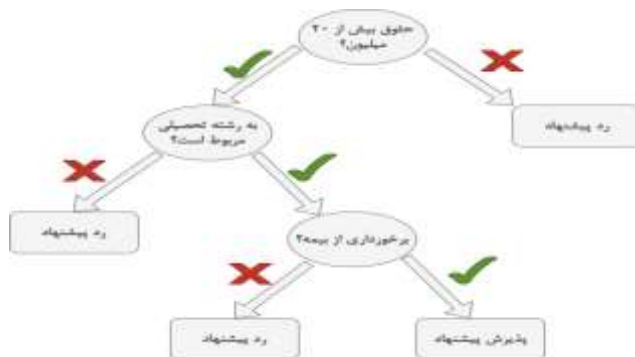 حقوق بیش از ۲۰
میلیون؟
رد پیشنهاد
به رشته تحصیلی
مربوط است؟
رد پیشنهاد
برخورداری از بیمه؟
رد پیشنهاد
پذیرش پیشنهاد